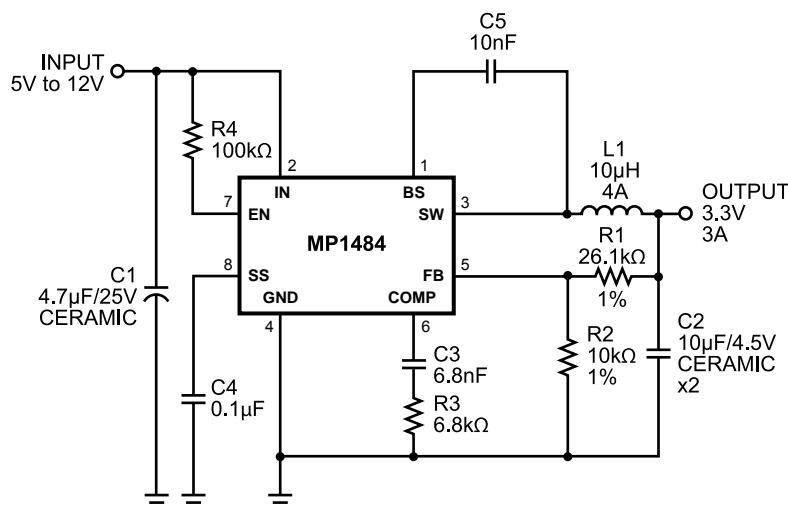 C5
10nF
INPUT
5V to 12V
R4
100kΩ
2
1
L1
10µH
4A
IN
BS
OUTPUT
3.3V
3A
7
EN
SW
3
MP1484
R1
26.1kΩ
1%
8
SS
FB
5
C1
4.7µF/25V
CERAMIC
GND
COMP
4
6
C2
10µF/4.5V
CERAMIC
x2
R2
10kΩ
1%
C3
6.8nF
C4
0.1µF
R3
6.8kΩ